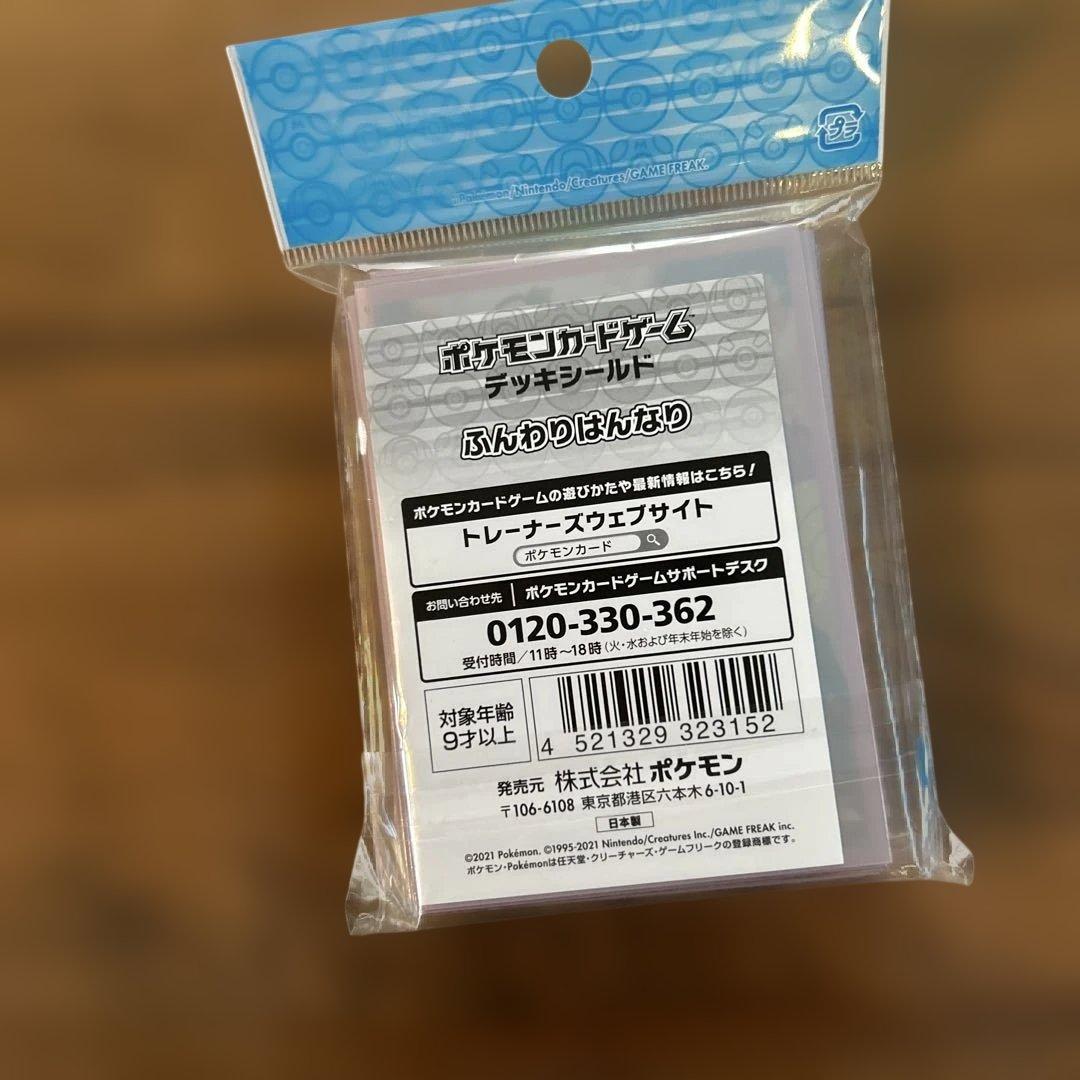 プラ
©Pokémon/Nintendo/Creatures/GAME FREAK.
ポケモンカードゲーム™
デッキシールド
ふんわりはんなり
ポケモンカードゲームの遊びかたや最新情報はこちら!
トレーナーズウェブサイト
ポケモンカード
お問い合わせ先 | ポケモンカードゲームサポートデスク
0120-330-362
受付時間/11時~18時(火・水および年末年始を除く)
対象年齢
9才以上
4 521329 323152
発売元 株式会社 ポケモン
〒106-6108 東京都港区六本木6-10-1
日本製
©2021 Pokémon. ©1995-2021 Nintendo/Creatures Inc./GAME FREAK inc.
ポケモン・Pokémonは任天堂・クリーチャーズ・ゲームフリークの登録商標です。